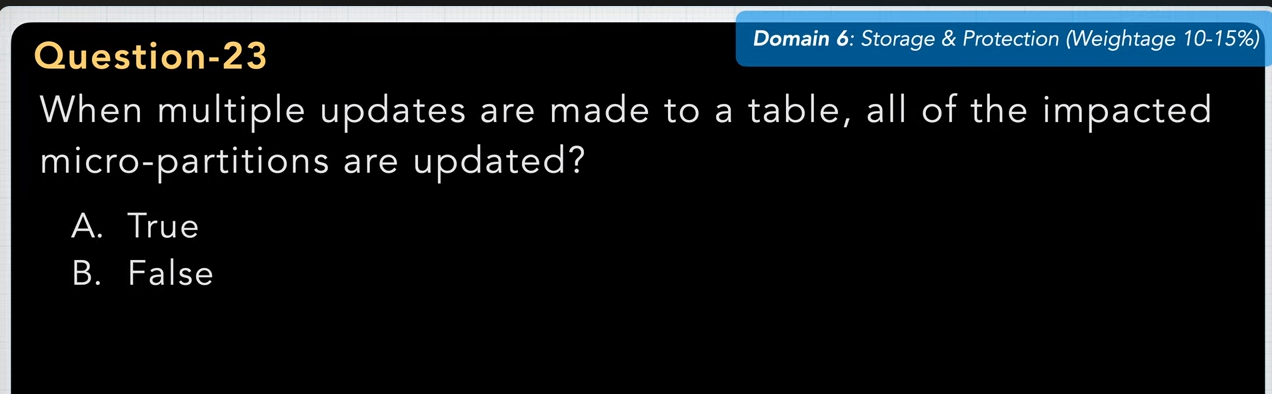 Question-23
Domain 6: Storage & Protection (Weightage 10-15%)
When multiple updates are made to a table, all of the impacted
micro-partitions are updated?
A. True
B. False